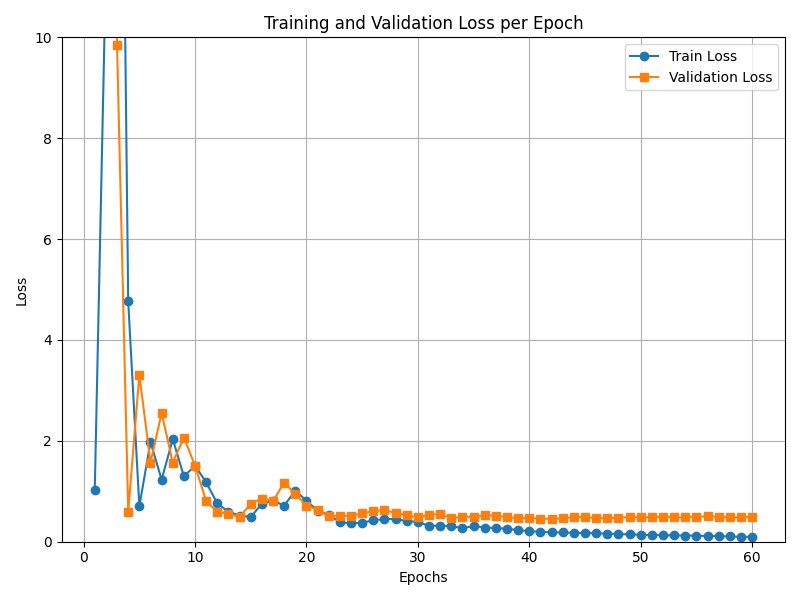 Training and Validation Loss per Epoch
Train Loss
Validation Loss
Loss
10
8
6
4
2
0
0 10 20 30 40 50 60
Epochs